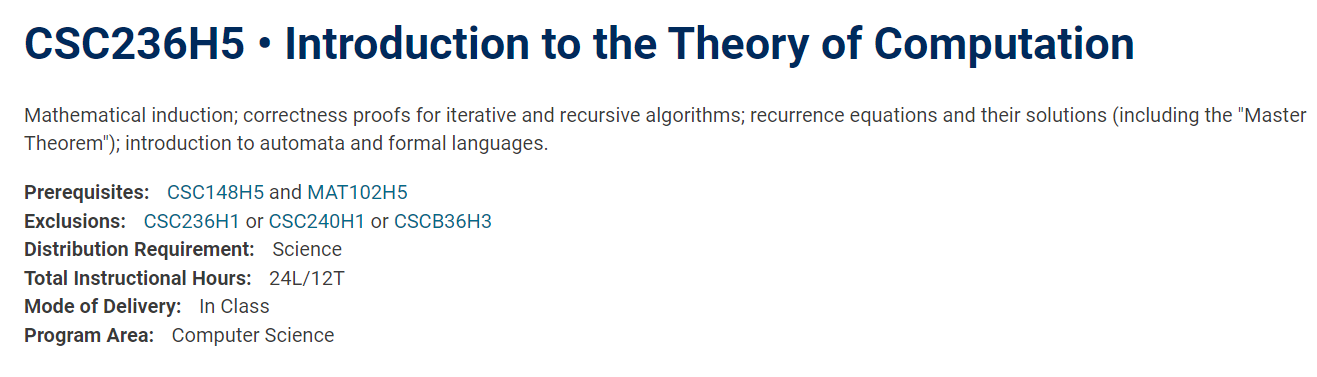 CSC236H5 • Introduction to the Theory of Computation
Mathematical induction; correctness proofs for iterative and recursive algorithms; recurrence equations and their solutions (including the "Master
Theorem"); introduction to automata and formal languages.
Prerequisites: CSC148H5 and MAT102H5
Exclusions: CSC236H1 or CSC240H1 or CSCB36H3
Distribution Requirement: Science
Total Instructional Hours: 24L/12T
Mode of Delivery: In Class
Program Area: Computer Science